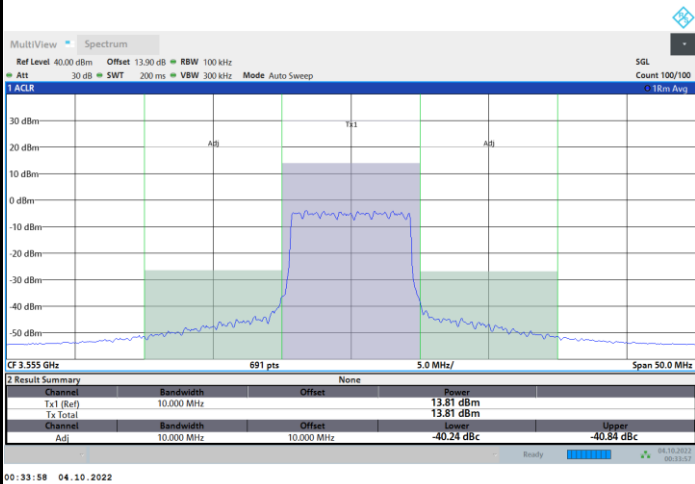 MultiView Spectrum
Ref Level 40.00 dBm Offset 13.90 dB RBW 100 kHz SGL
Att 30 dB SWT 200 ms VBW 300 kHz Mode Auto Sweep Count 100/100
1 ACLR 1Rm Avg
30 dBm
Tx1
20 dBm
Adj Adj
10 dBm
0 dBm
-10 dBm
-20 dBm
-30 dBm
-40 dBm
-50 dBm
CF 3.555 GHz 691 pts 5.0 MHz/ Span 50.0 MHz
2 Result Summary None
Channel Bandwidth Offset Power
Tx1 (Ref) 10.000 MHz 13.81 dBm
Tx Total 13.81 dBm
Channel Bandwidth Offset Lower Upper
Adj 10.000 MHz 10.000 MHz -40.24 dBc -40.84 dBc
Ready 04.10.2022
00:33:57
00:33:58 04.10.2022